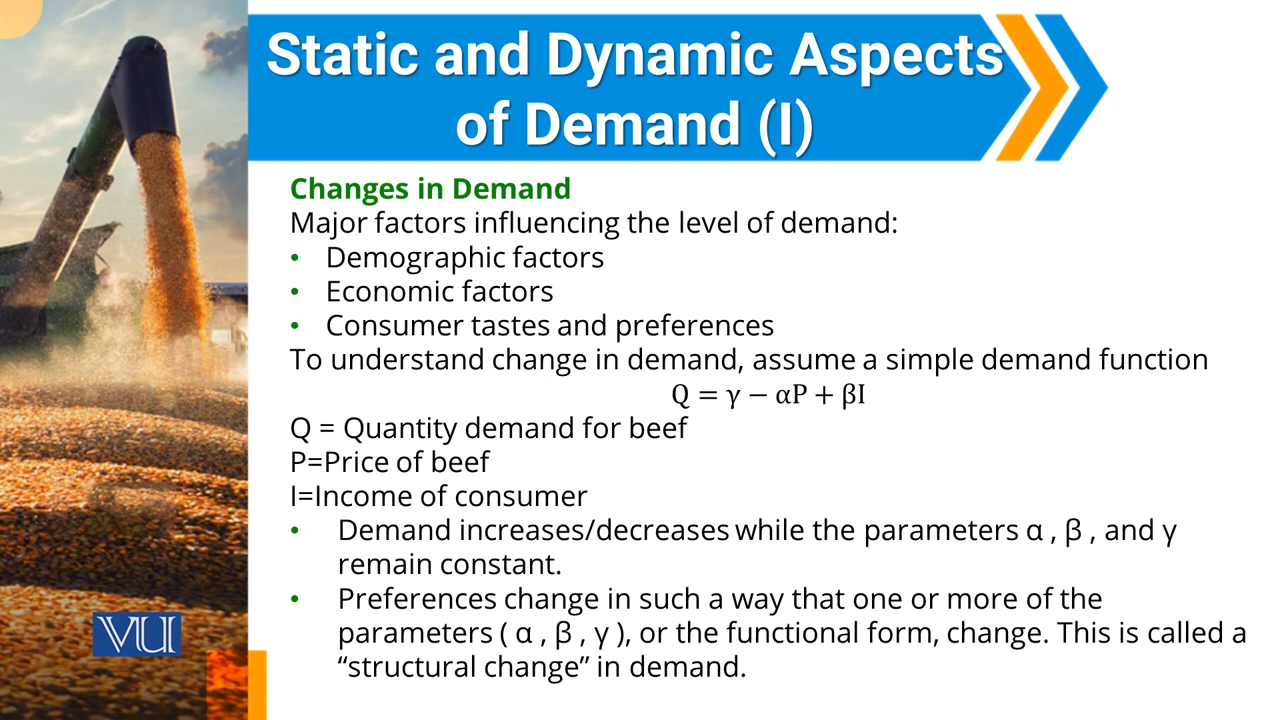 Static and Dynamic Aspects
of Demand (I)
Changes in Demand
Major factors influencing the level of demand:
• Demographic factors
• Economic factors
• Consumer tastes and preferences
To understand change in demand, assume a simple demand function
Q = γ − αP + βI
Q = Quantity demand for beef
P=Price of beef
I=Income of consumer
• Demand increases/decreases while the parameters α , β , and γ
remain constant.
• Preferences change in such a way that one or more of the
parameters ( α , β , γ ), or the functional form, change. This is called a
“structural change” in demand.
VU